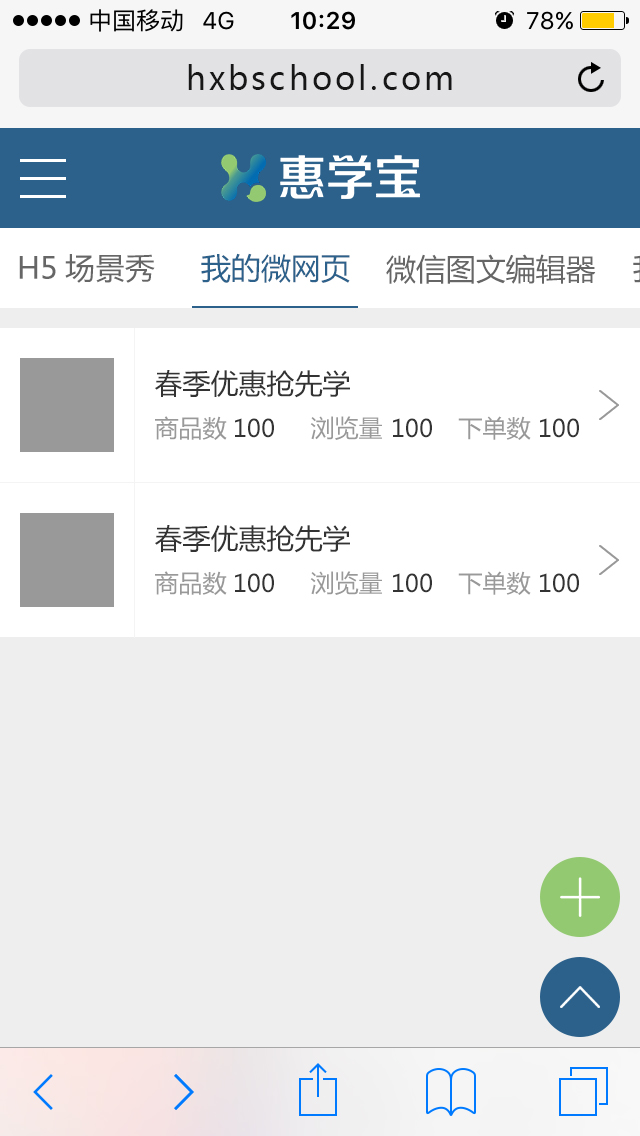 中国移动 4G 10:29 78%
hxbschool.com
惠学宝
H5 场景秀 我的微网页 微信图文编辑器
春季优惠抢先学
商品数 100 浏览量 100 下单数 100
春季优惠抢先学
商品数 100 浏览量 100 下单数 100